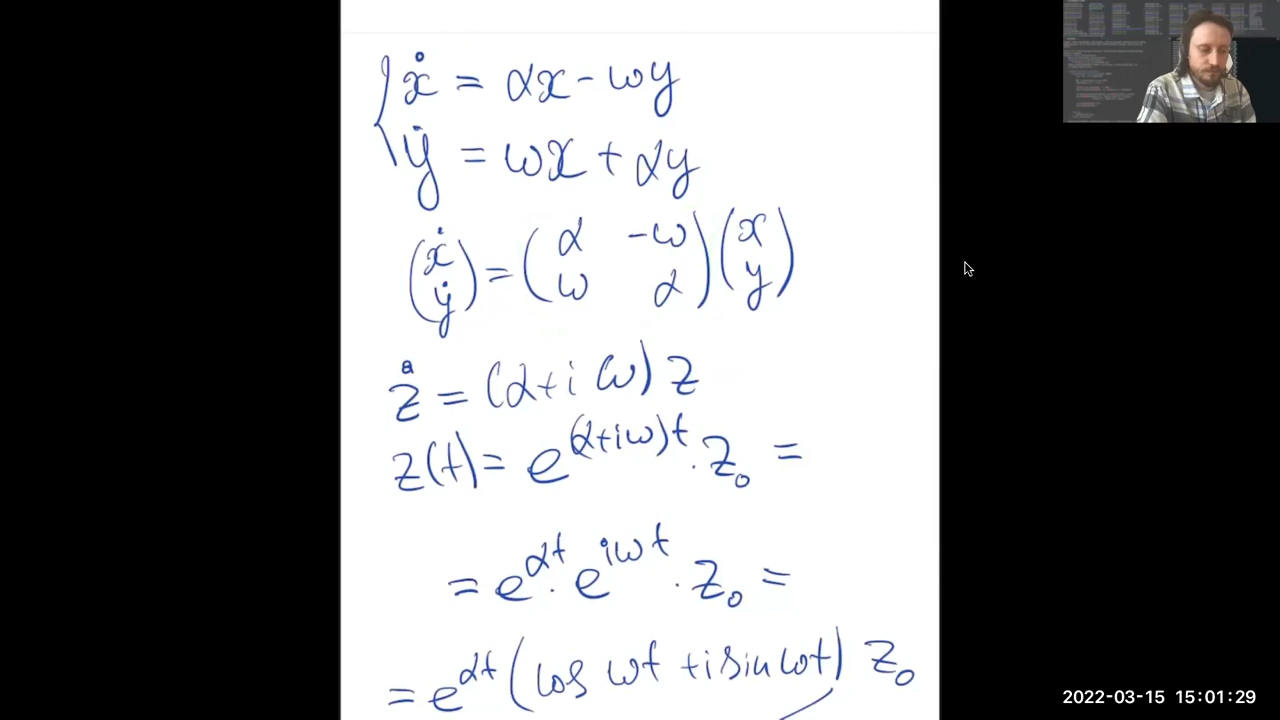 { ẋ = αx - ωy
ẏ = ωx + αy
(ẋ ẏ) = (α -ω ω α)(x y)
ż = (α + iω) z
z(t) = e^(α+iω)t · z₀ =
= e^αt · e^iωt · z₀ =
= e^αt (cos ωt + i sin ωt) z₀
2022-03-15 15:01:29